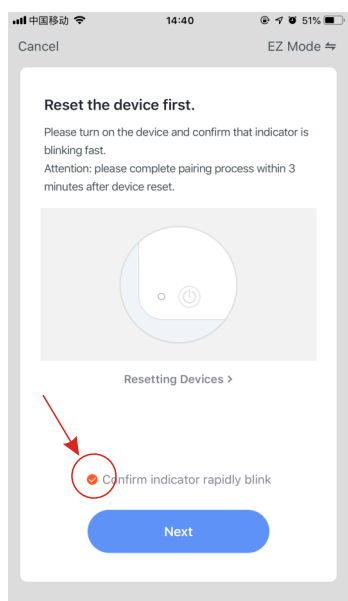 中国移动 14:40 51%
Cancel EZ Mode
Reset the device first.
Please turn on the device and confirm that indicator is
blinking fast.
Attention: please complete pairing process within 3
minutes after device reset.
Resetting Devices >
Confirm indicator rapidly blink
Next